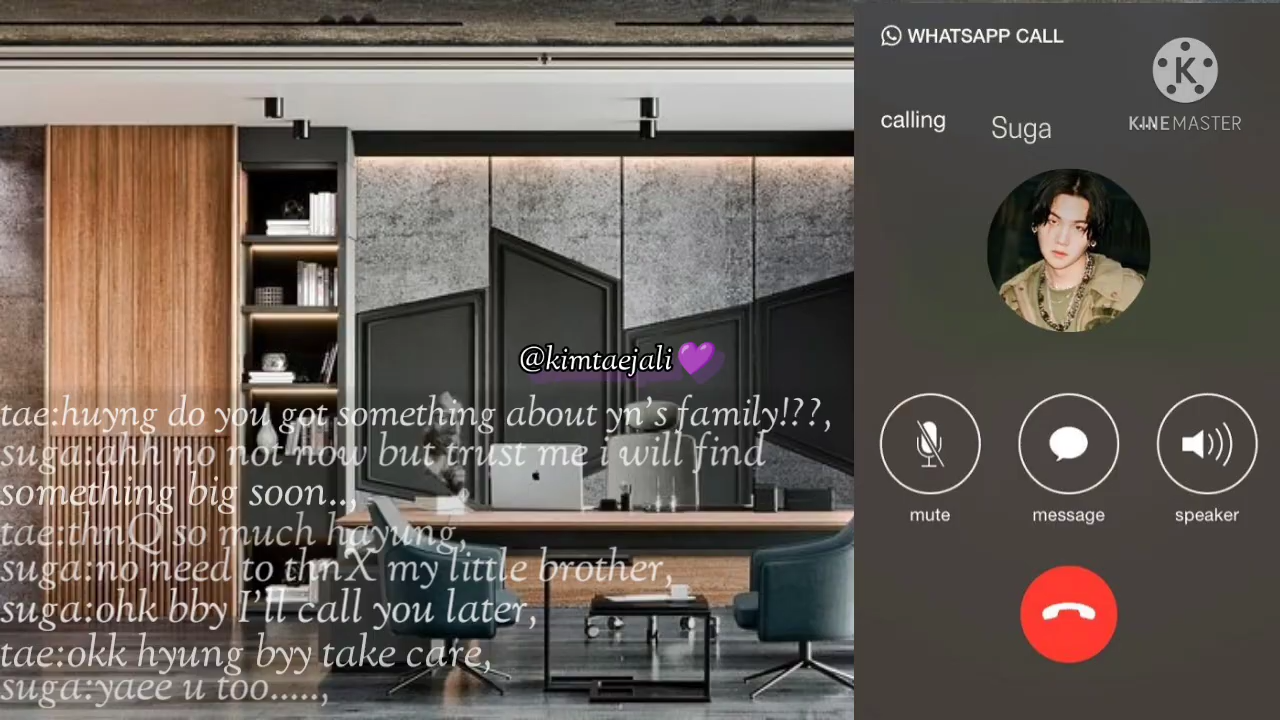 WHATSAPP CALL
calling Suga
KINEMASTER
@kimtaejali💜
tae:huyng do you got something about yn's family!??,
suga:ahh no not now but trust me i will find
something big soon..,
tae:thnQ so much hayung,
suga:no need to thnX my little brother,
suga:ohk bby I'll call you later,
tae:okk hyung byy take care,
suga:yaee u too.....,
mute message speaker